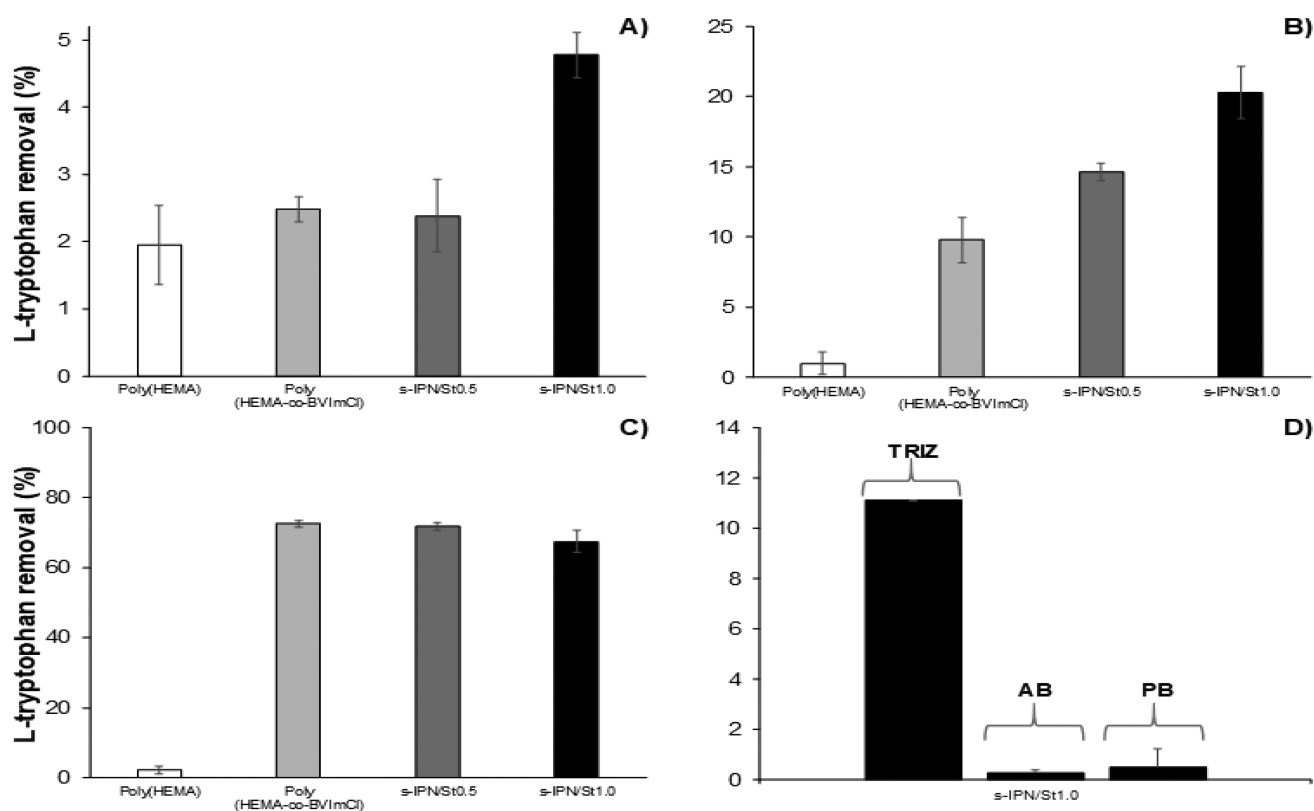 A)
L-tryptophan removal (%)
5
4
3
2
1
0
Poly(HEMA)
Poly
(HEMA-co-BVImCl)
s-IPN/St0.5
s-IPN/St1.0
B)
25
20
15
10
5
0
Poly(HEMA)
Poly
(HEMA-co-BVImCl)
s-IPN/St0.5
s-IPN/St1.0
C)
L-tryptophan removal (%)
100
80
60
40
20
0
Poly(HEMA)
Poly
(HEMA-co-BVImCl)
s-IPN/St0.5
s-IPN/St1.0
D)
14
12
10
8
6
4
2
0
TRIZ
AB
PB
s-IPN/St1.0